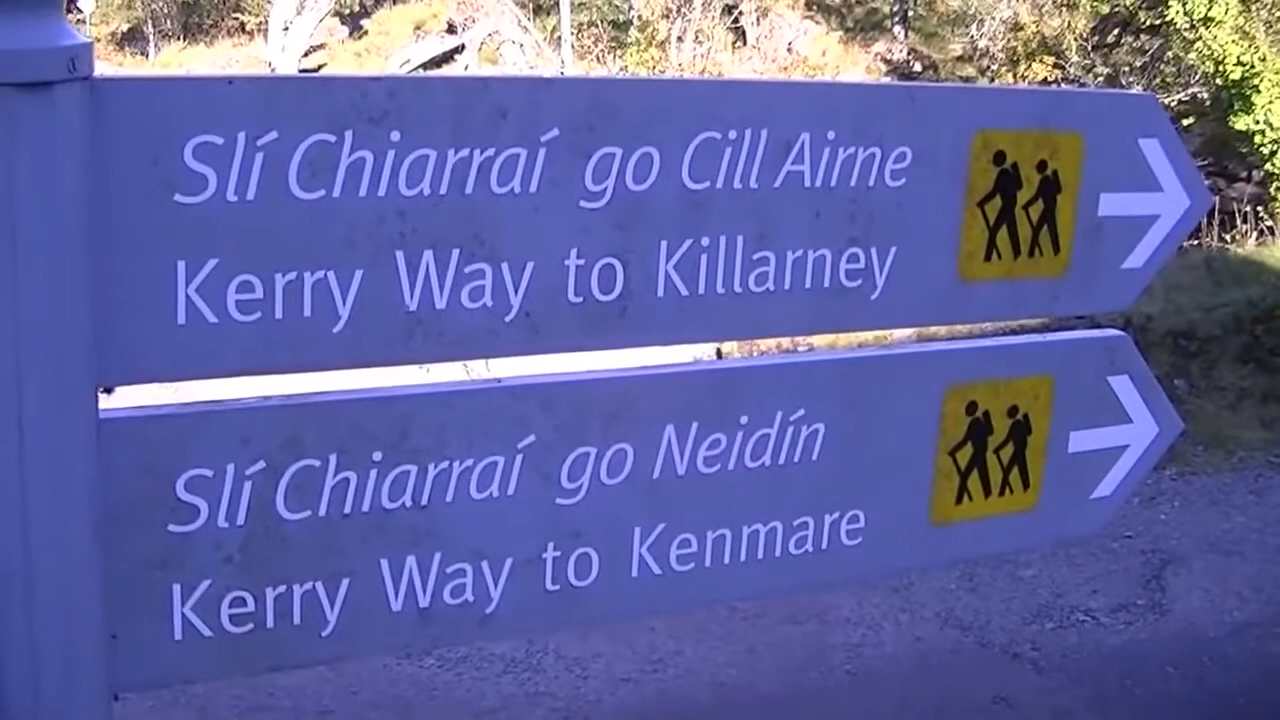 Slí Chiarraí go Cill Airne
Kerry Way to Killarney
Slí Chiarraí go Neidín
Kerry Way to Kenmare